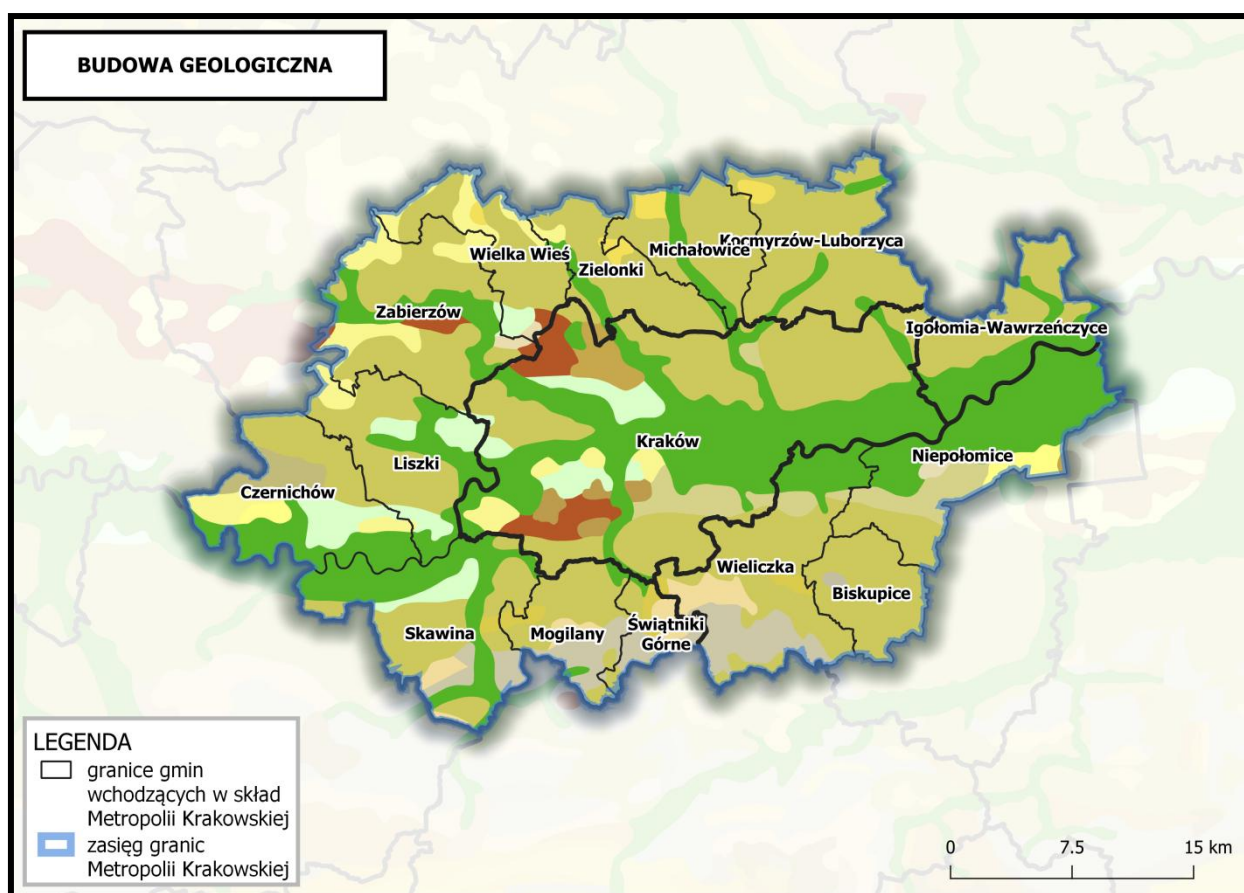 BUDOWA GEOLOGICZNA
Wielka Wieś
Zielonki
Michałowice
Kocmyrzów-Luborzyca
Zabierzów
Igołomia-Wawrzeńczyce
Kraków
Niepołomice
Liszki
Czernichów
Wieliczka
Biskupice
Skawina
Mogilany
Świątniki
Górne
LEGENDA
granice gmin
wchodzących w skład
Metropolii Krakowskiej
zasięg granic
Metropolii Krakowskiej
0 7.5 15 km